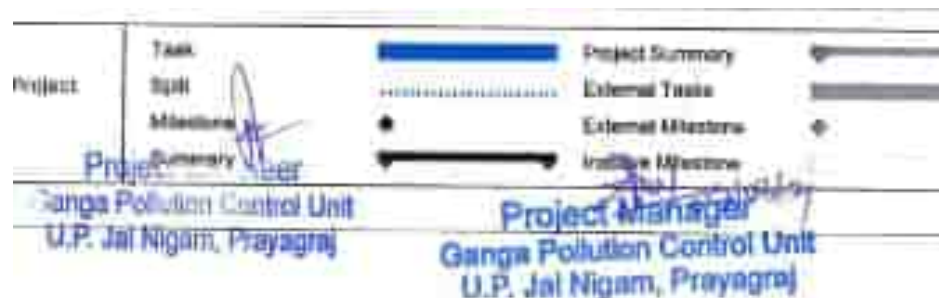 Project
Task
Split
Milestone
Summary
Project Summary
External Tasks
External Milestone
Inactive Milestone
Project
Ganga Pollution Control Unit
U.P. Jal Nigam, Prayagraj
Project Manager
Ganga Pollution Control Unit
U.P. Jal Nigam, Prayagraj